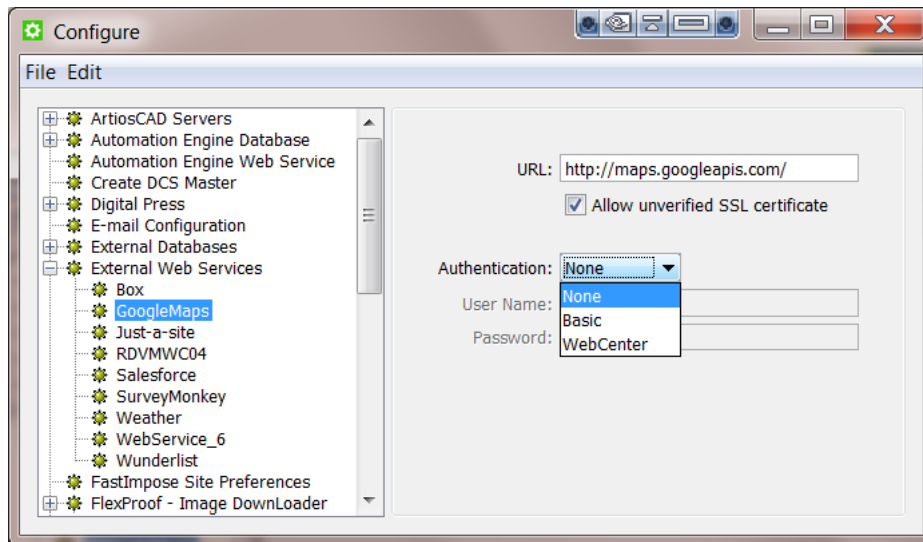 Configure
File Edit
ArtiosCAD Servers
Automation Engine Database
Automation Engine Web Service
Create DCS Master
Digital Press
E-mail Configuration
External Databases
External Web Services
Box
GoogleMaps
Just-a-site
RDVMWC04
Salesforce
SurveyMonkey
Weather
WebService_6
Wunderlist
FastImpose Site Preferences
FlexProof - Image DownLoader
URL: http://maps.googleapis.com/
Allow unverified SSL certificate
Authentication: None
None
User Name:
Basic
Password:
WebCenter